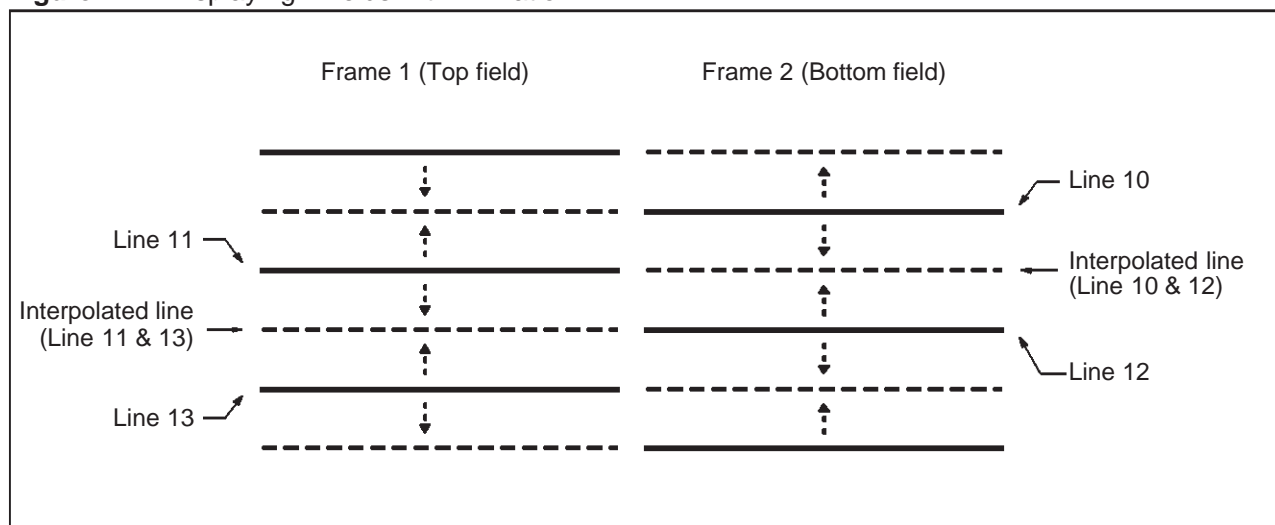 Frame 1 (Top field)
Frame 2 (Bottom field)
Line 10
Line 11
Interpolated line
(Line 10 & 12)
Interpolated line
(Line 11 & 13)
Line 12
Line 13